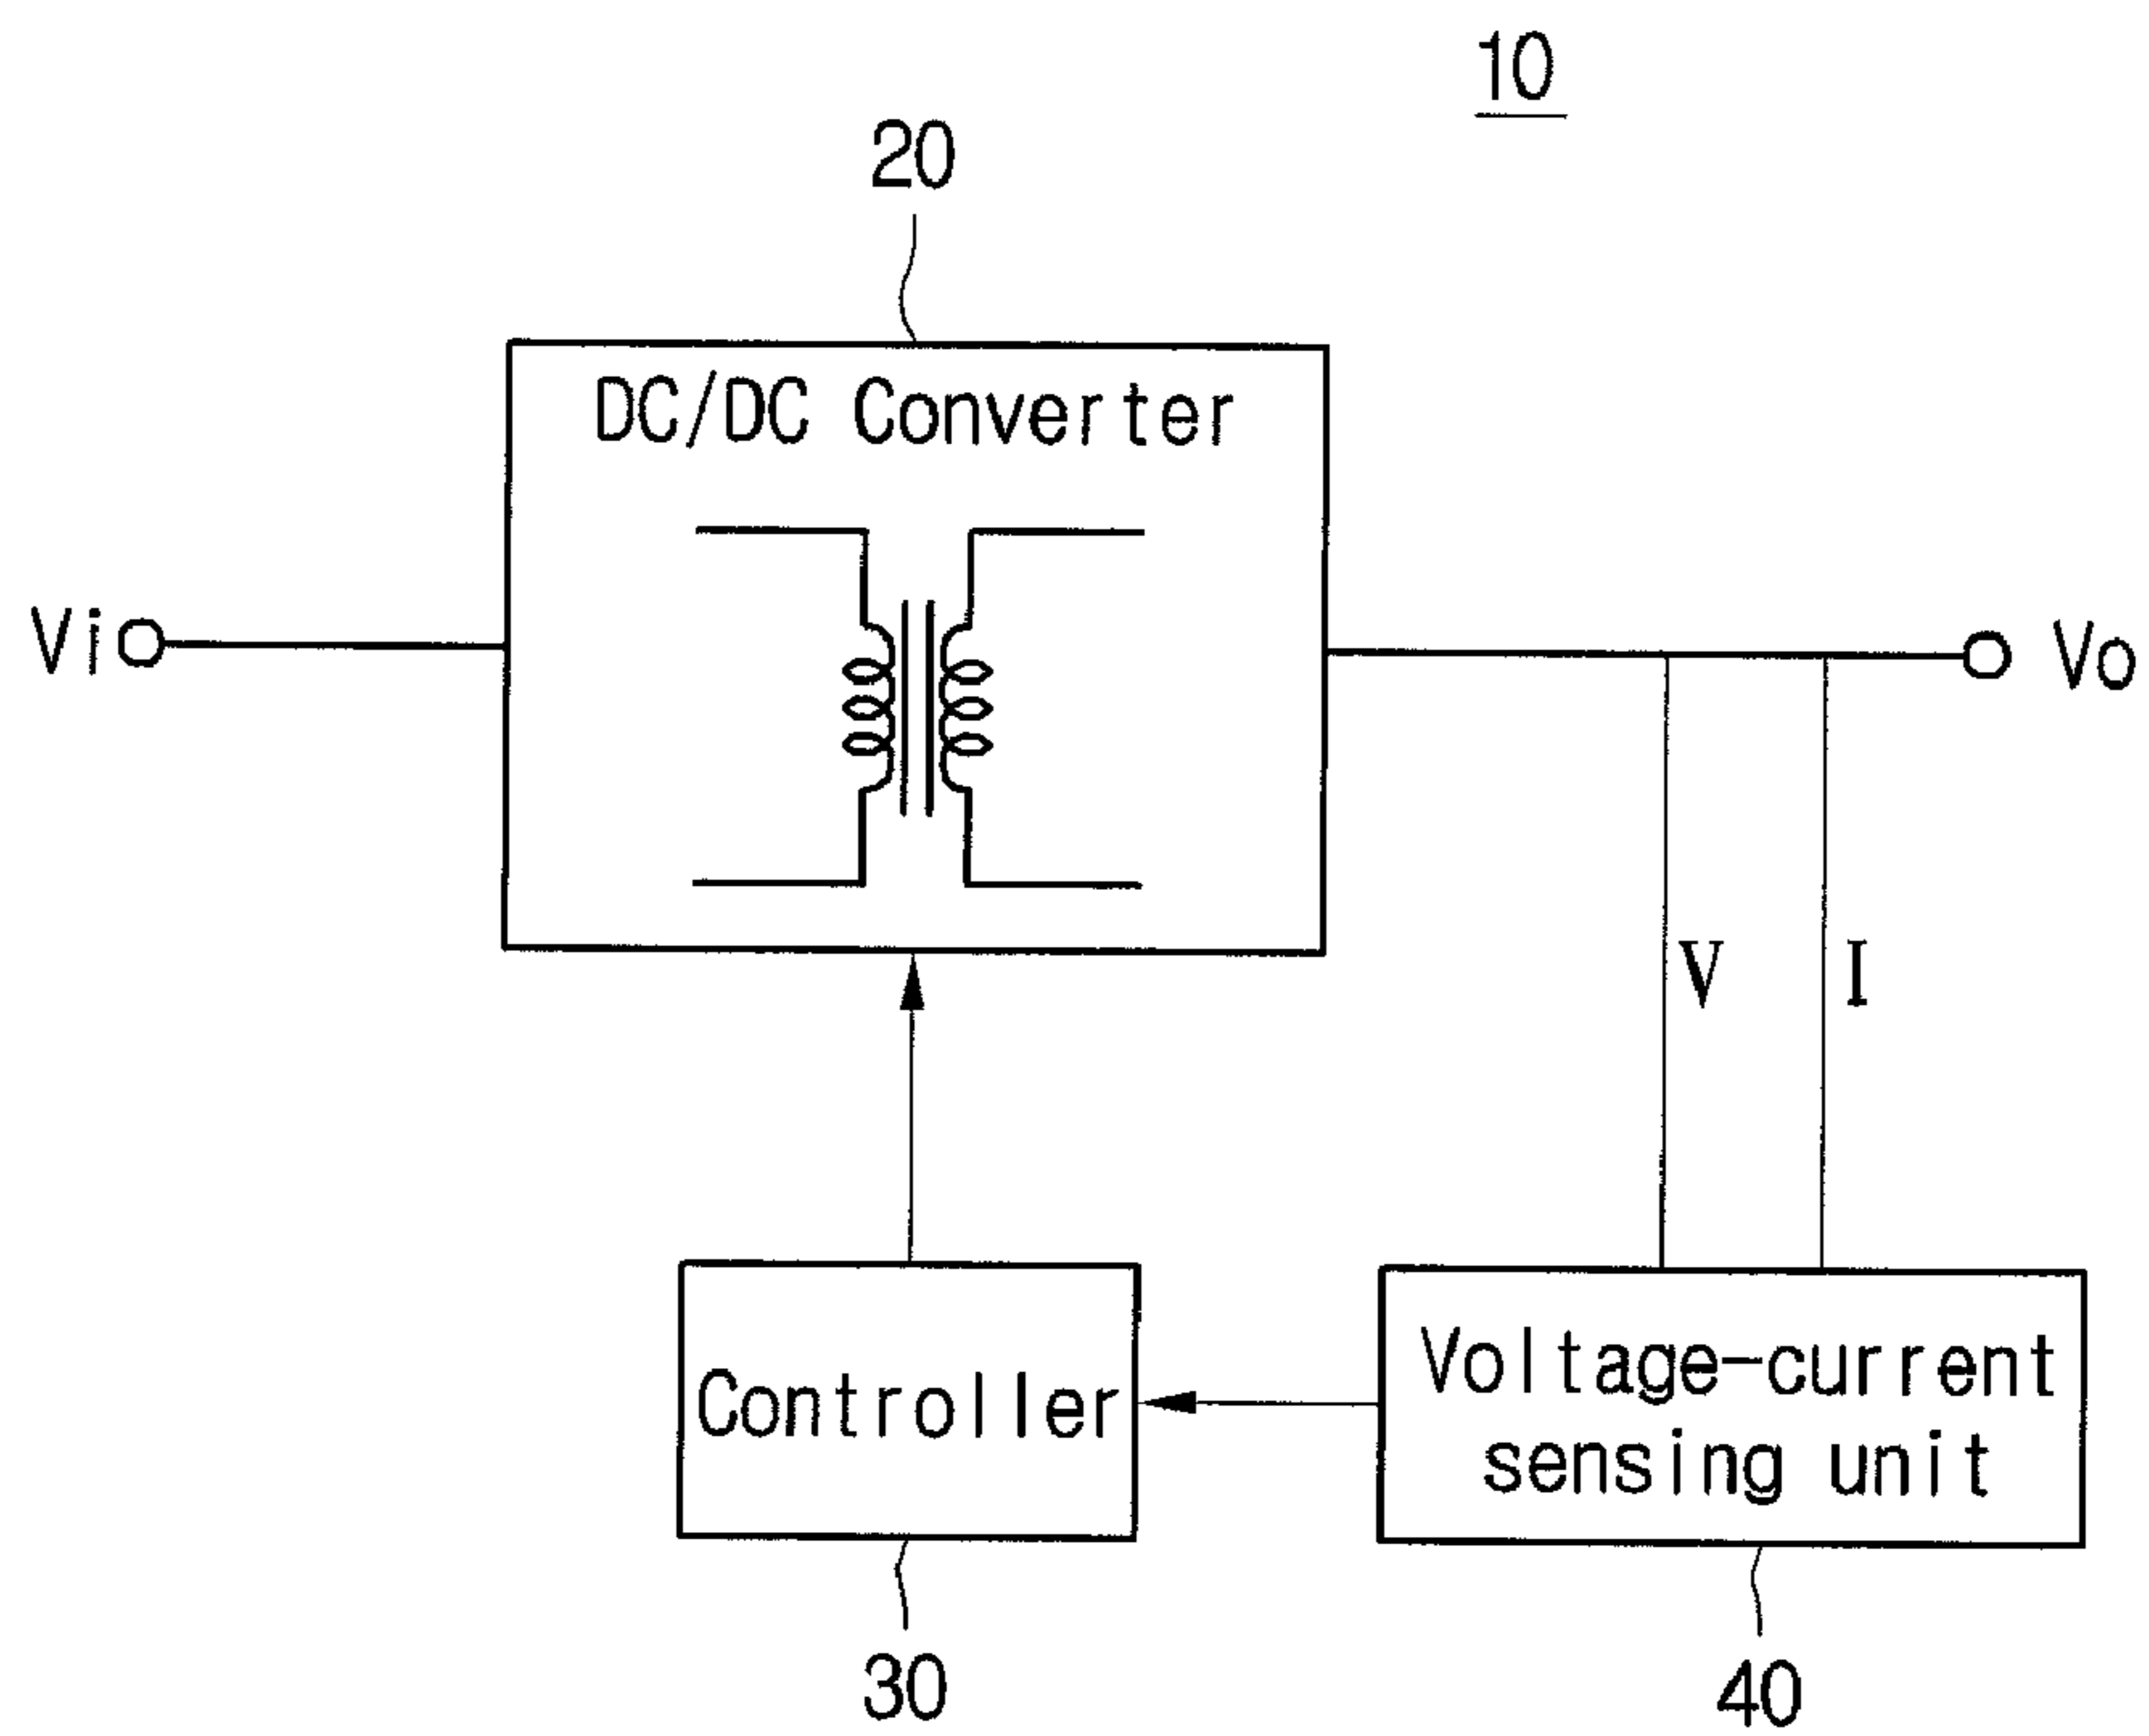 10
20
DC/DC Converter
Vi
Vo
V
I
Controller
Voltage-current
sensing unit
30
40